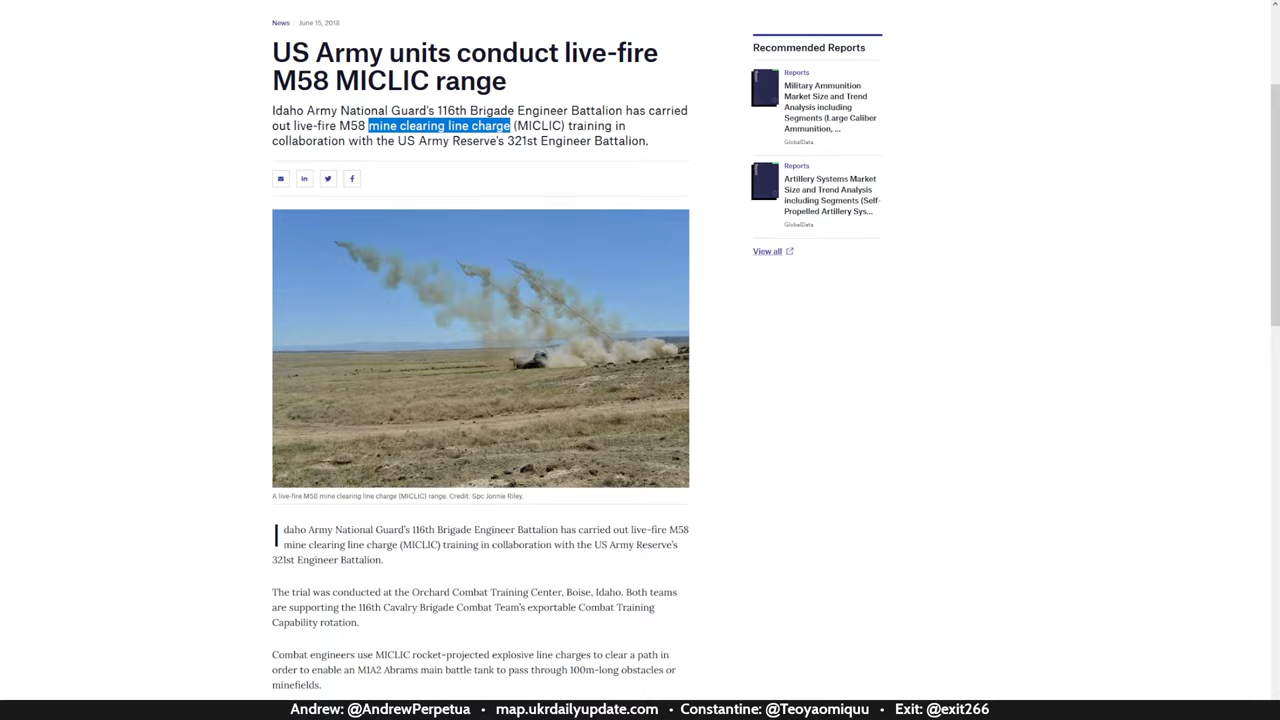 News | June 15, 2018
US Army units conduct live-fire
M58 MICLIC range
Idaho Army National Guard's 116th Brigade Engineer Battalion has carried
out live-fire M58 mine clearing line charge (MICLIC) training in
collaboration with the US Army Reserve's 321st Engineer Battalion.
A live-fire M58 mine clearing line charge (MICLIC) range. Credit: Spc Jonnie Riley.
Idaho Army National Guard's 116th Brigade Engineer Battalion has carried out live-fire M58
mine clearing line charge (MICLIC) training in collaboration with the US Army Reserve's
321st Engineer Battalion.
The trial was conducted at the Orchard Combat Training Center, Boise, Idaho. Both teams
are supporting the 116th Cavalry Brigade Combat Team's exportable Combat Training
Capability rotation.
Combat engineers use MICLIC rocket-projected explosive line charges to clear a path in
order to enable an M1A2 Abrams main battle tank to pass through 100m-long obstacles or
minefields.
Recommended Reports
Reports
Military Ammunition
Market Size and Trend
Analysis including
Segments (Large Caliber
Ammunition, ...
GlobalData
Reports
Artillery Systems Market
Size and Trend Analysis
including Segments (Self-
Propelled Artillery Sys...
GlobalData
View all
Andrew: @AndrewPerpetua • map.ukrdailyupdate.com • Constantine: @Teoyaomiquu • Exit: @exit266